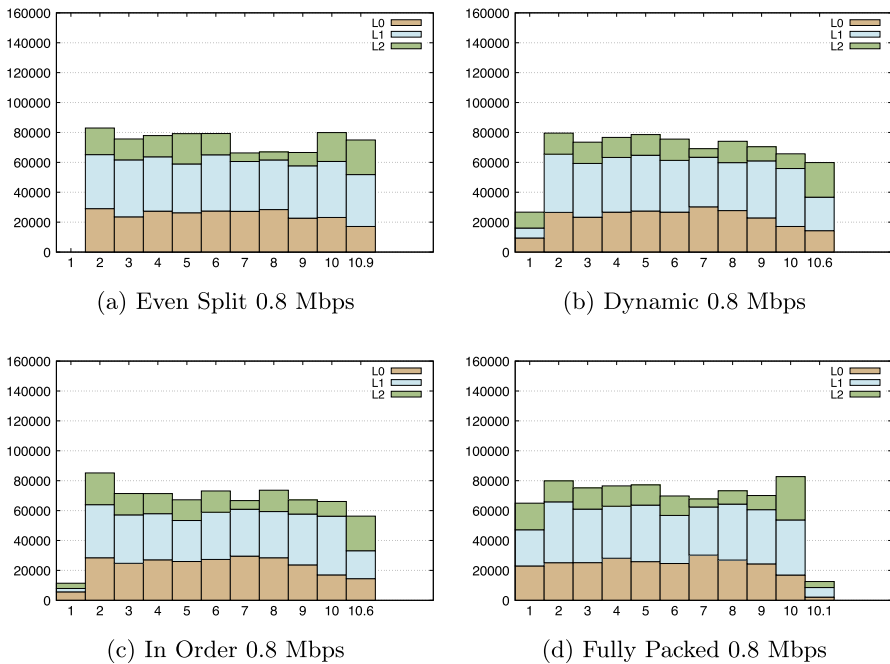 160000
140000
120000
100000
80000
60000
40000
20000
0
L0
L1
L2
1 2 3 4 5 6 7 8 9 10 10.9
(a) Even Split 0.8 Mbps
160000
140000
120000
100000
80000
60000
40000
20000
0
L0
L1
L2
1 2 3 4 5 6 7 8 9 10 10.6
(b) Dynamic 0.8 Mbps
160000
140000
120000
100000
80000
60000
40000
20000
0
L0
L1
L2
1 2 3 4 5 6 7 8 9 10 10.6
(c) In Order 0.8 Mbps
160000
140000
120000
100000
80000
60000
40000
20000
0
L0
L1
L2
1 2 3 4 5 6 7 8 9 10 10.1
(d) Fully Packed 0.8 Mbps